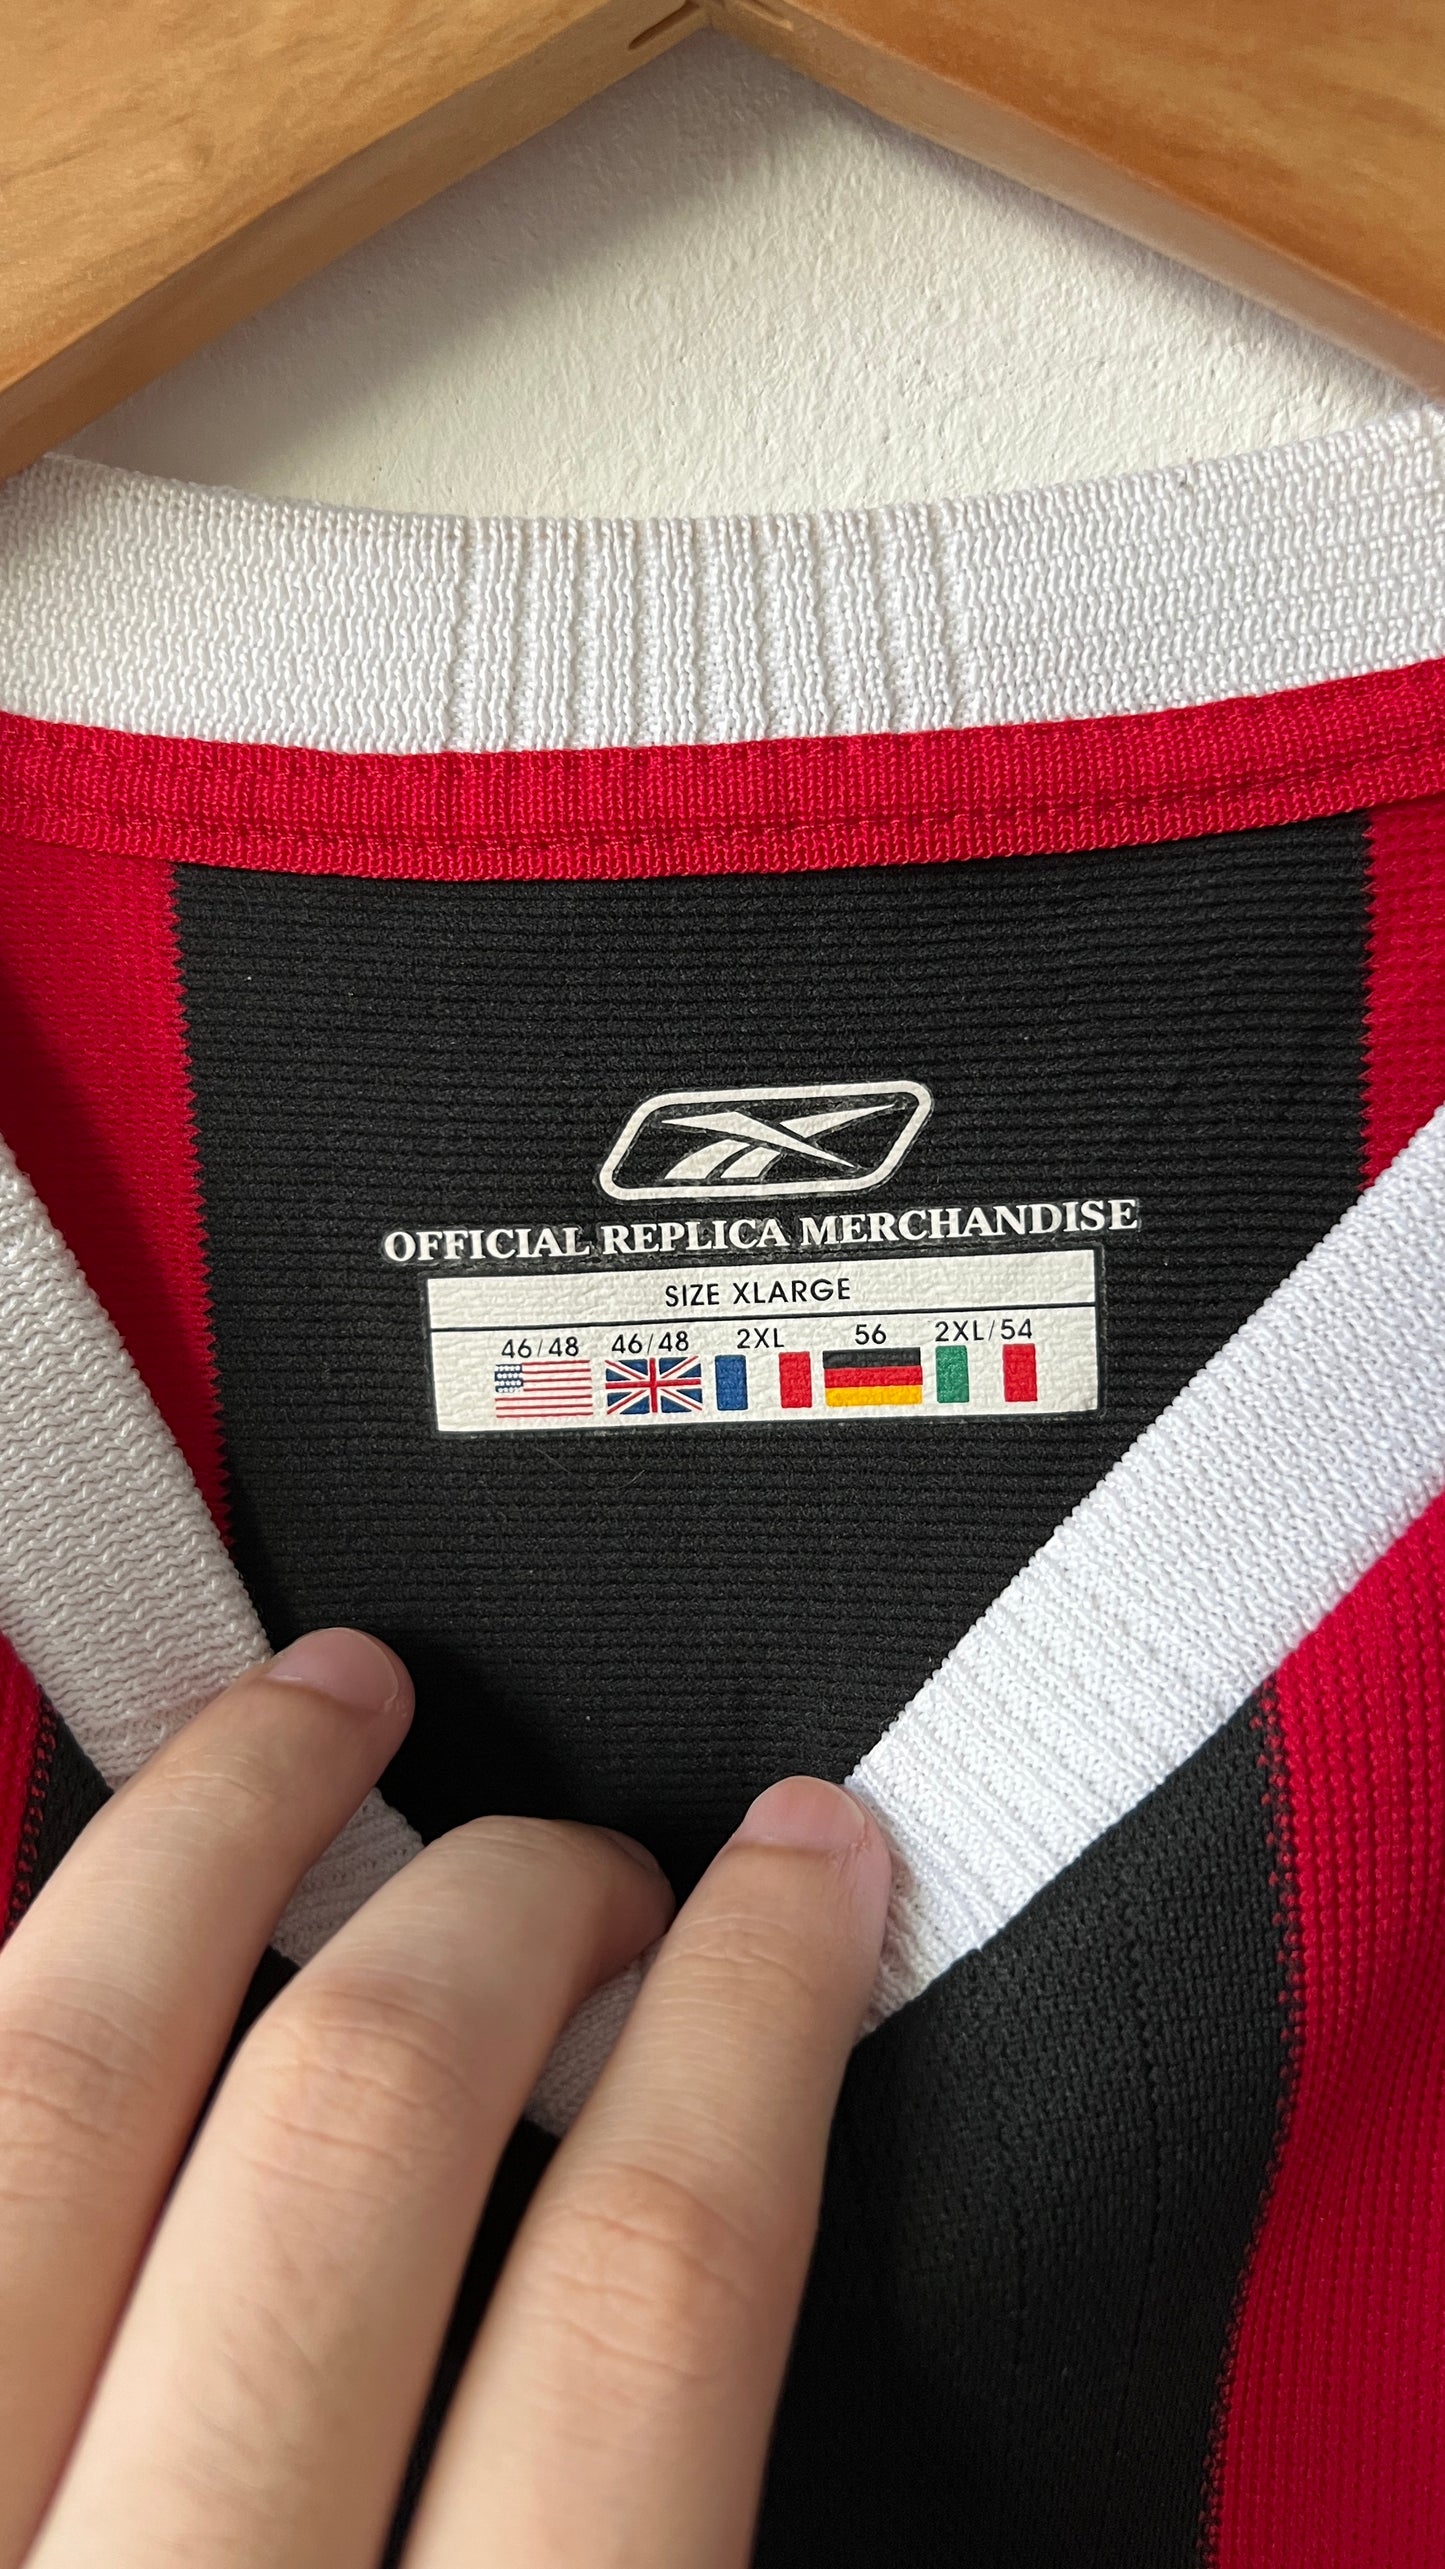 OFFICIAL REPLICA MERCHANDISE
SIZE XLARGE
46/48 46/48 2XL 56 2XL/54